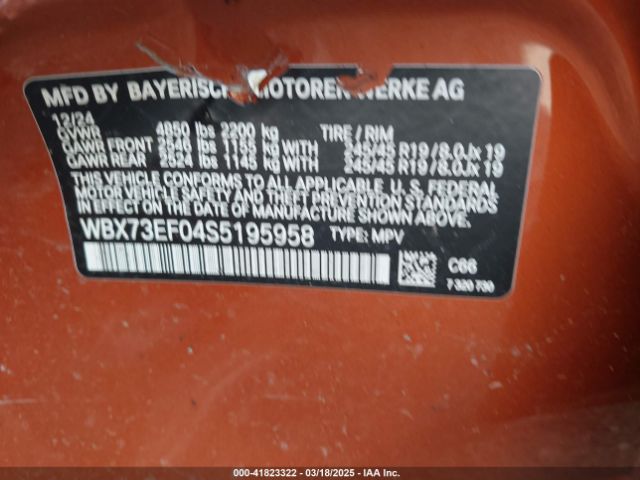 MFD BY BAYERISCHE MOTOREN WERKE AG
12/24
GVWR 4850 lbs 2200 kg TIRE / RIM
GAWR FRONT 2546 lbs 1155 kg WITH 245/45 R19 / 8.0Jx 19
GAWR REAR 2524 lbs 1145 kg WITH 245/45 R19 / 8.0Jx 19
THIS VEHICLE CONFORMS TO ALL APPLICABLE U. S. FEDERAL
MOTOR VEHICLE SAFETY AND THEFT PREVENTION STANDARDS
IN EFFECT ON THE DATE OF MANUFACTURE SHOWN ABOVE.
WBX73EF04S5195958 TYPE: MPV
C66
7 320 730
000-41823322 | 03/18/2025 - IAA Inc.